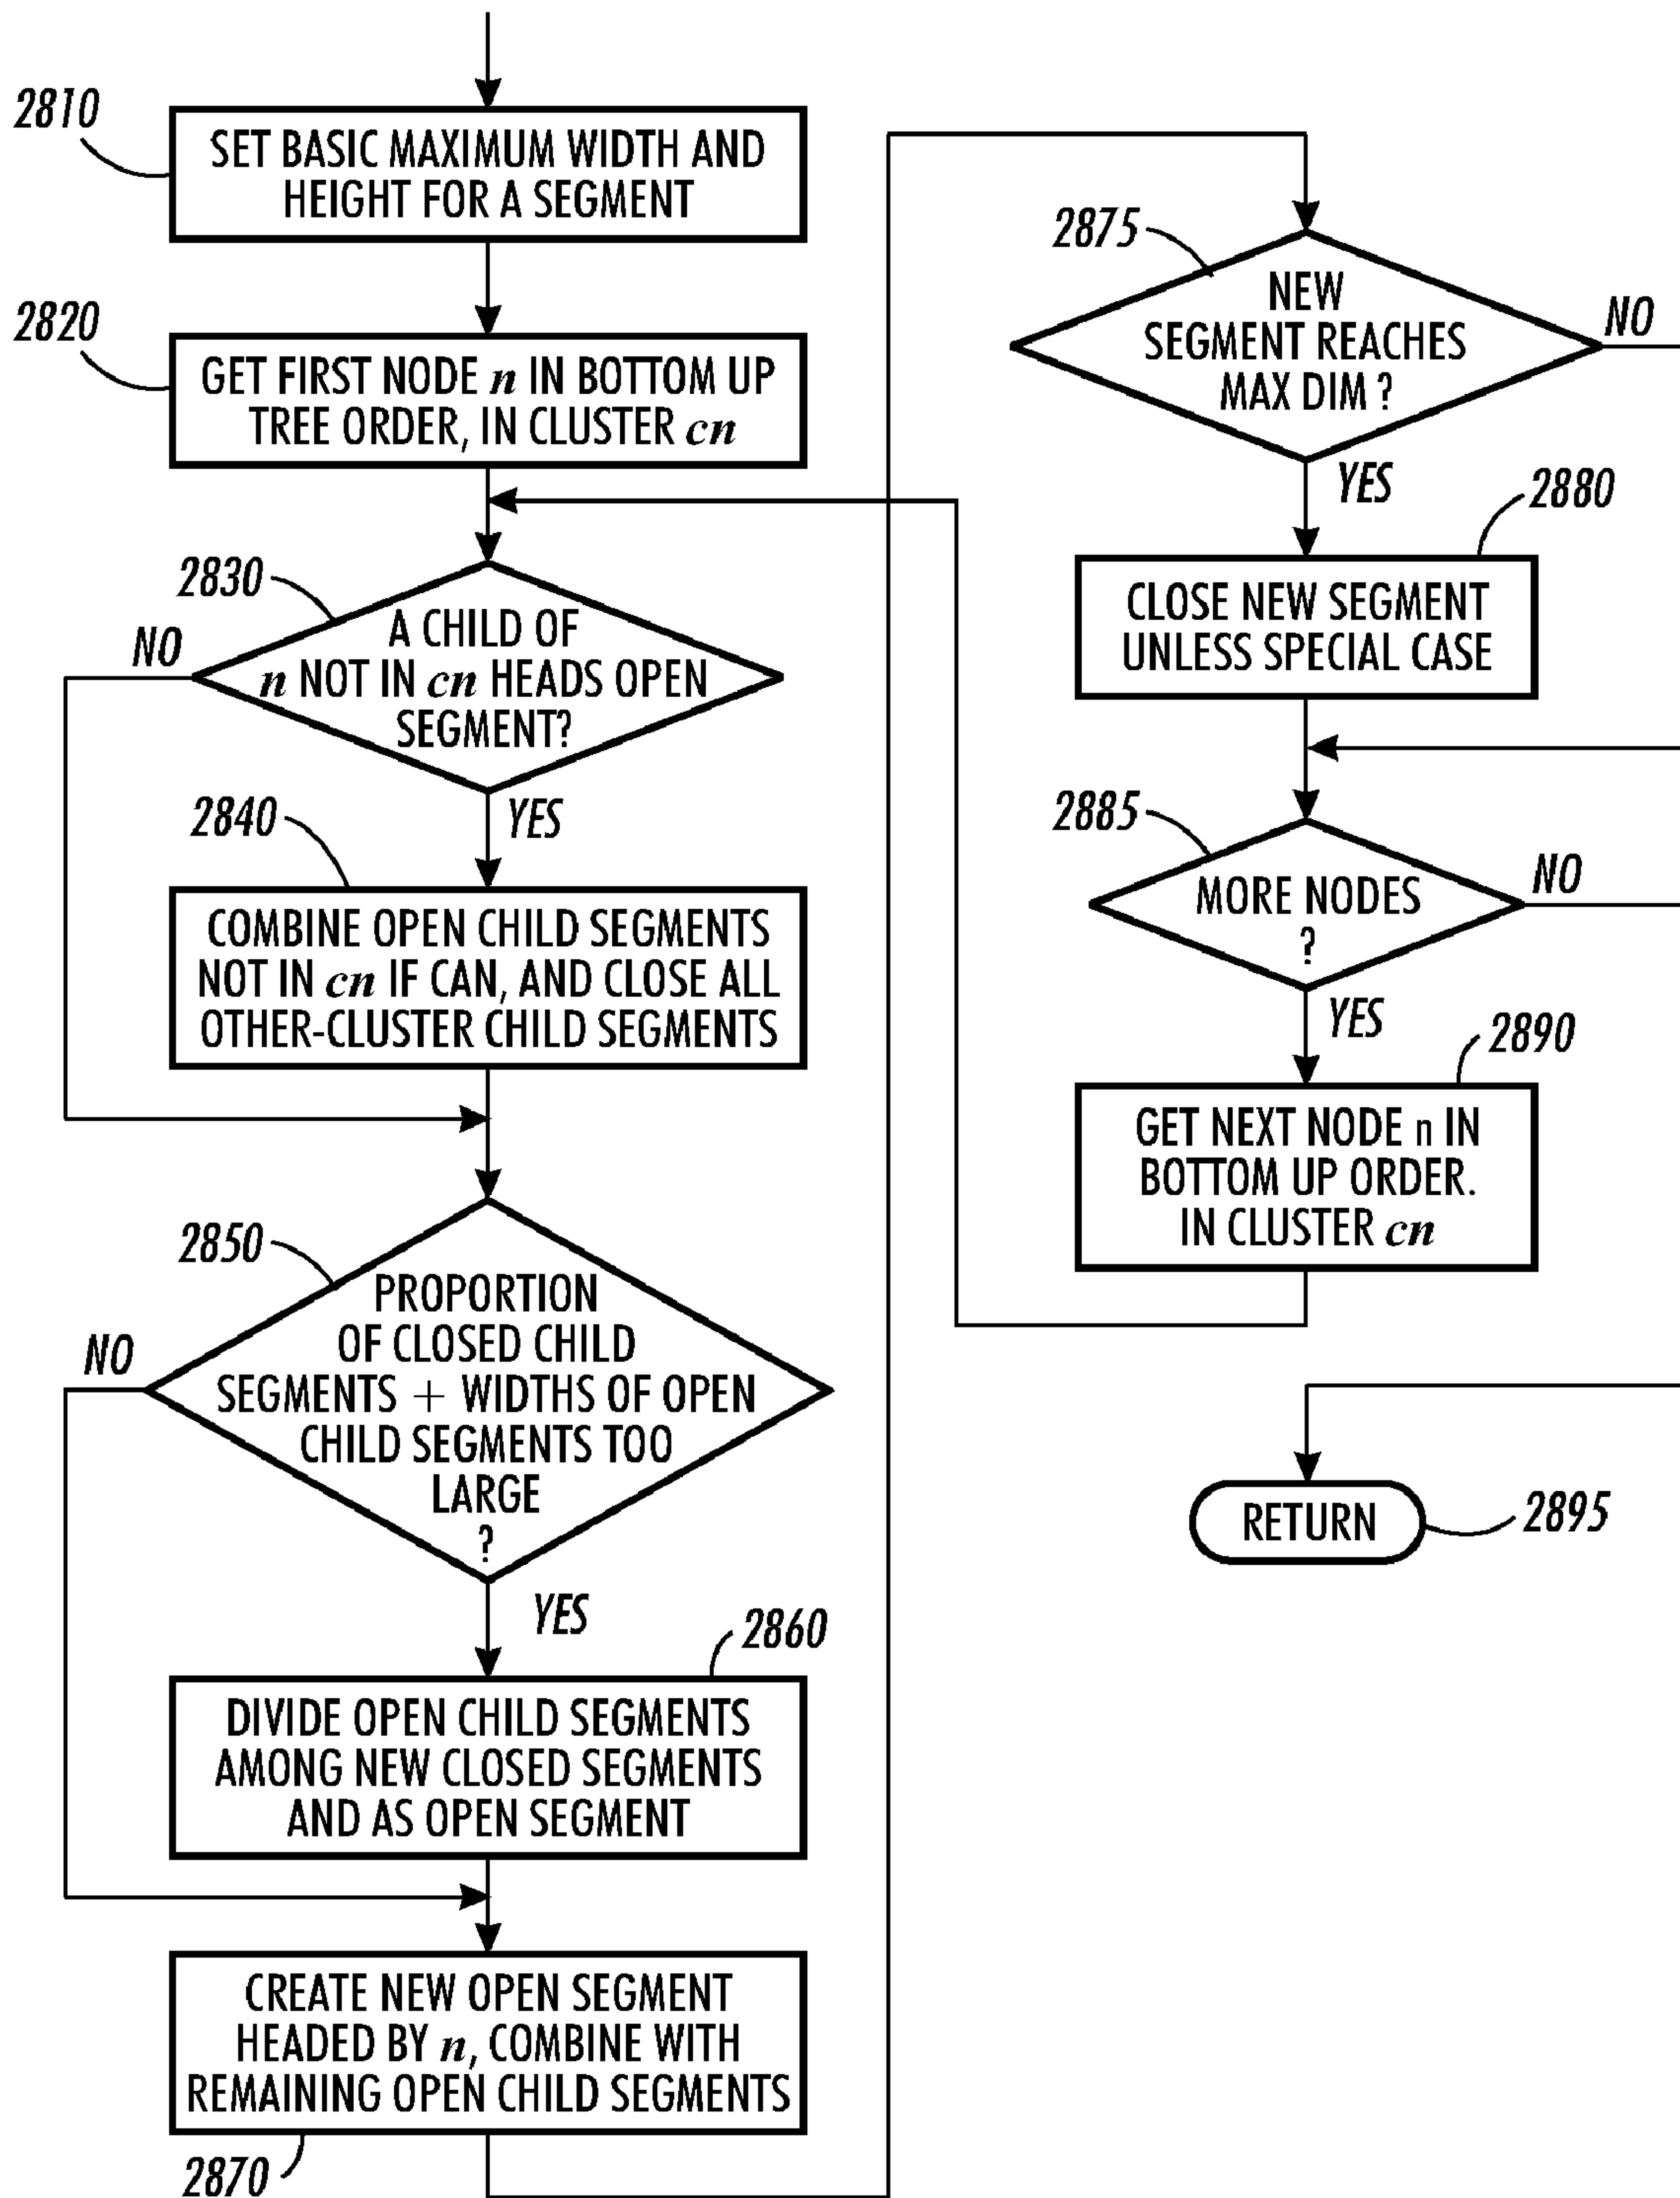 2810
SET BASIC MAXIMUM WIDTH AND
HEIGHT FOR A SEGMENT
2820
GET FIRST NODE n IN BOTTOM UP
TREE ORDER, IN CLUSTER cn
2830
NO
A CHILD OF
n NOT IN cn HEADS OPEN
SEGMENT?
YES
2840
COMBINE OPEN CHILD SEGMENTS
NOT IN cn IF CAN, AND CLOSE ALL
OTHER-CLUSTER CHILD SEGMENTS
2850
NO
PROPORTION
OF CLOSED CHILD
SEGMENTS + WIDTHS OF OPEN
CHILD SEGMENTS TOO
LARGE
?
YES
2860
DIVIDE OPEN CHILD SEGMENTS
AMONG NEW CLOSED SEGMENTS
AND AS OPEN SEGMENT
CREATE NEW OPEN SEGMENT
HEADED BY n, COMBINE WITH
REMAINING OPEN CHILD SEGMENTS
2870
2875
NEW
SEGMENT REACHES
MAX DIM ?
NO
YES
2880
CLOSE NEW SEGMENT
UNLESS SPECIAL CASE
2885
MORE NODES
?
NO
YES
2890
GET NEXT NODE n IN
BOTTOM UP ORDER.
IN CLUSTER cn
RETURN
2895